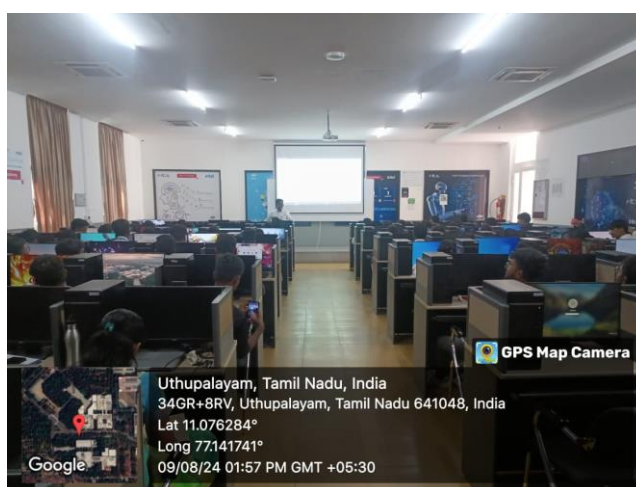 GPS Map Camera
Uthupalayam, Tamil Nadu, India
34GR+8RV, Uthupalayam, Tamil Nadu 641048, India
Lat 11.076284°
Long 77.141741°
09/08/24 01:57 PM GMT +05:30
Google